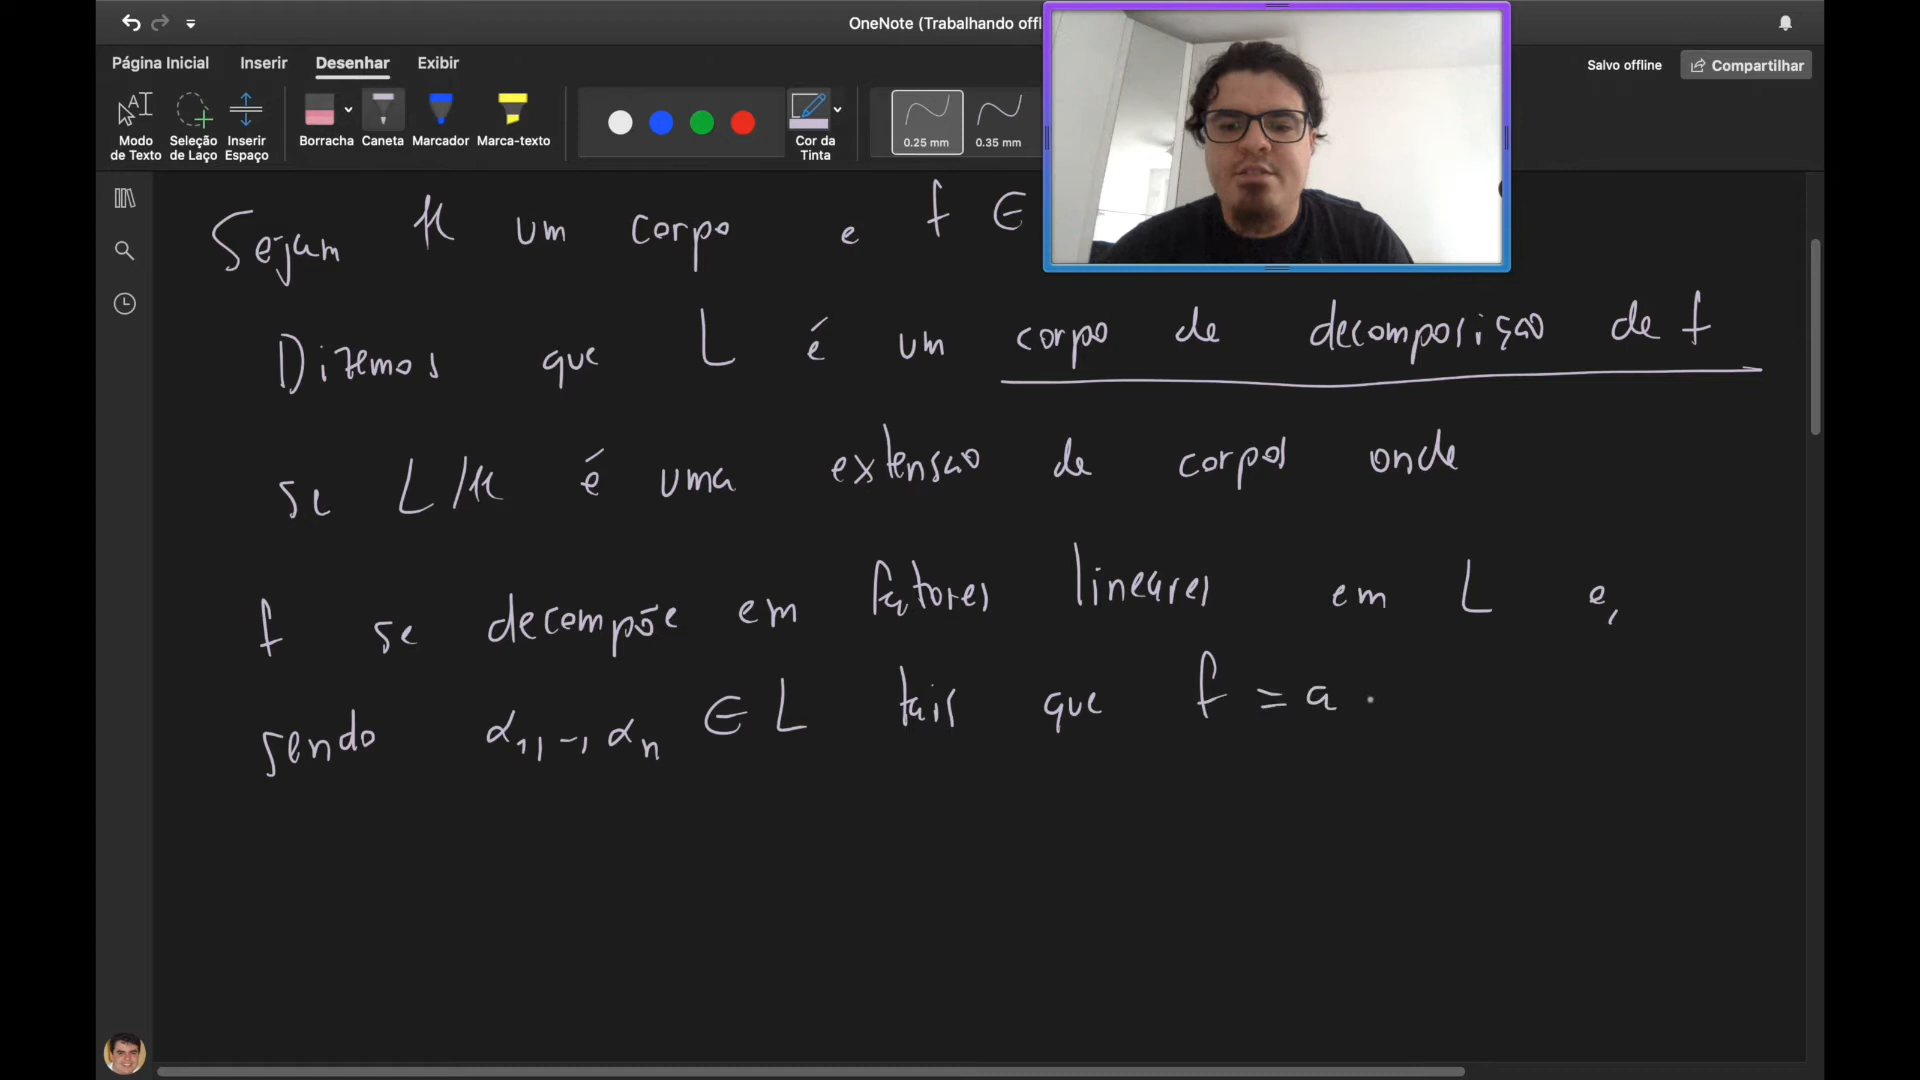 OneNote (Trabalhando offl
Página Inicial Inserir Desenhar Exibir
Salvo offline Compartilhar
Modo de Texto Seleção de Laço Inserir Espaço Borracha Caneta Marcador Marca-texto Cor da Tinta 0.25 mm 0.35 mm
Sejam K um corpo e f ∈
Dizemos que L é um corpo de decomposiçao de f
se L/K é uma extensao de corpos onde
f se decompõe em fatores lineares em L e,
sendo α1, -, αn ∈ L tais que f = a ·